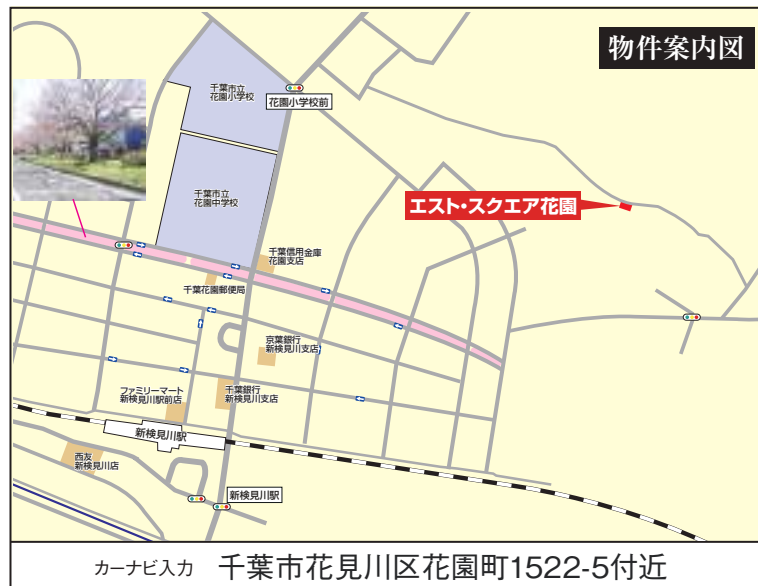 物件案内図
千葉市立
花園小学校
花園小学校前
千葉市立
花園中学校
エスト・スクエア花園
千葉信用金庫
花園支店
千葉花園郵便局
京葉銀行
新検見川支店
ファミリーマート
新検見川駅前店
千葉銀行
新検見川支店
新検見川駅
西友
新検見川店
新検見川駅
カーナビ入力 千葉市花見川区花園町1522-5付近